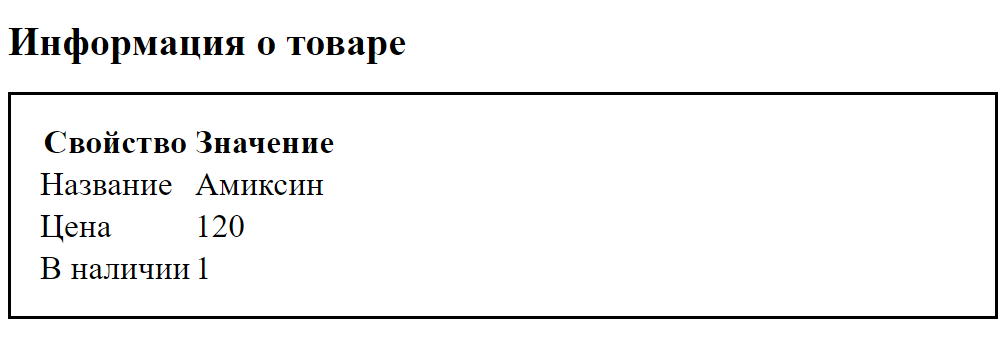 Информация о товаре
Свойство Значение
Название Амиксин
Цена 120
В наличии 1